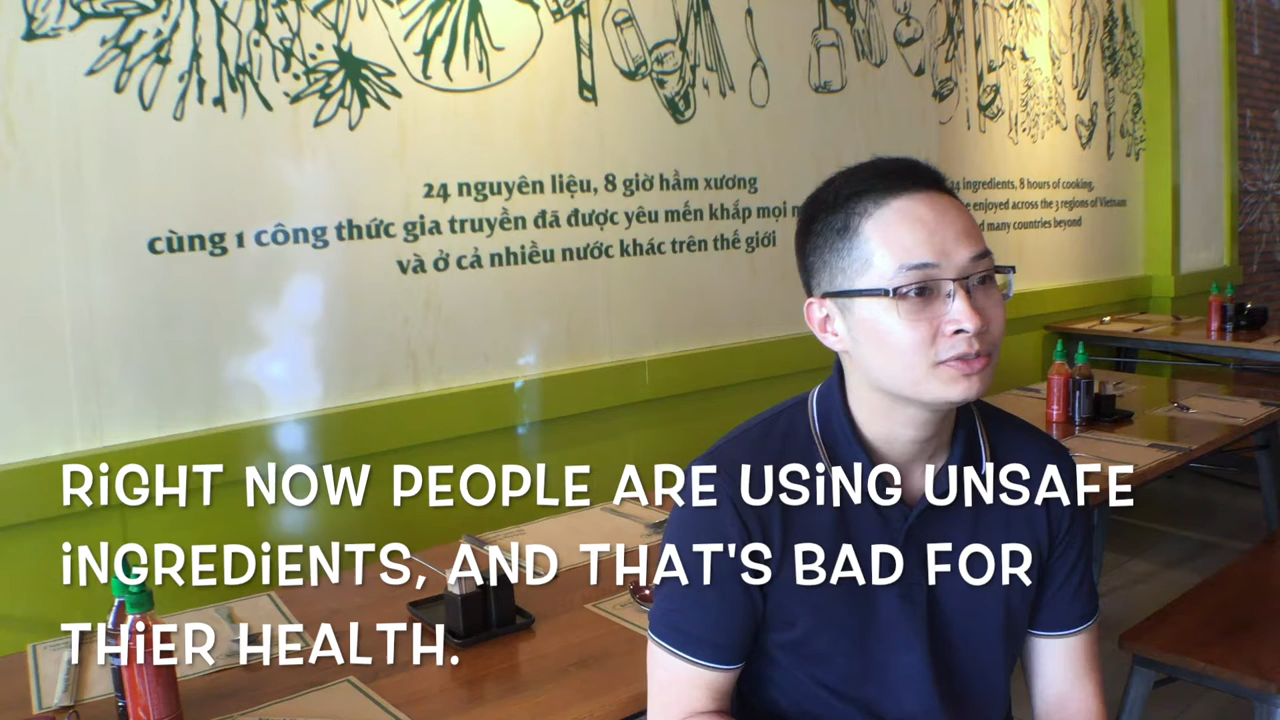 24 nguyên liệu, 8 giờ hầm xương
cùng 1 công thức gia truyền đã được yêu mến khắp mọi
và ở cả nhiều nước khác trên thế giới
24 ingredients, 8 hours of cooking,
enjoyed across the 3 regions of Vietnam
many countries beyond
RiGHT NOW PEOPLE ARE USiNG UNSAFE
iNGREDiENTS, AND THAT'S BAD FOR
THiER HEALTH.